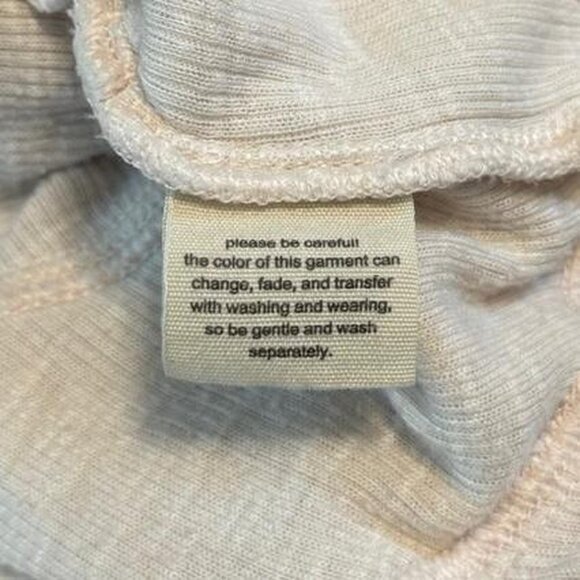 please be careful!
the color of this garment can
change, fade, and transfer
with washing and wearing,
so be gentle and wash
separately.